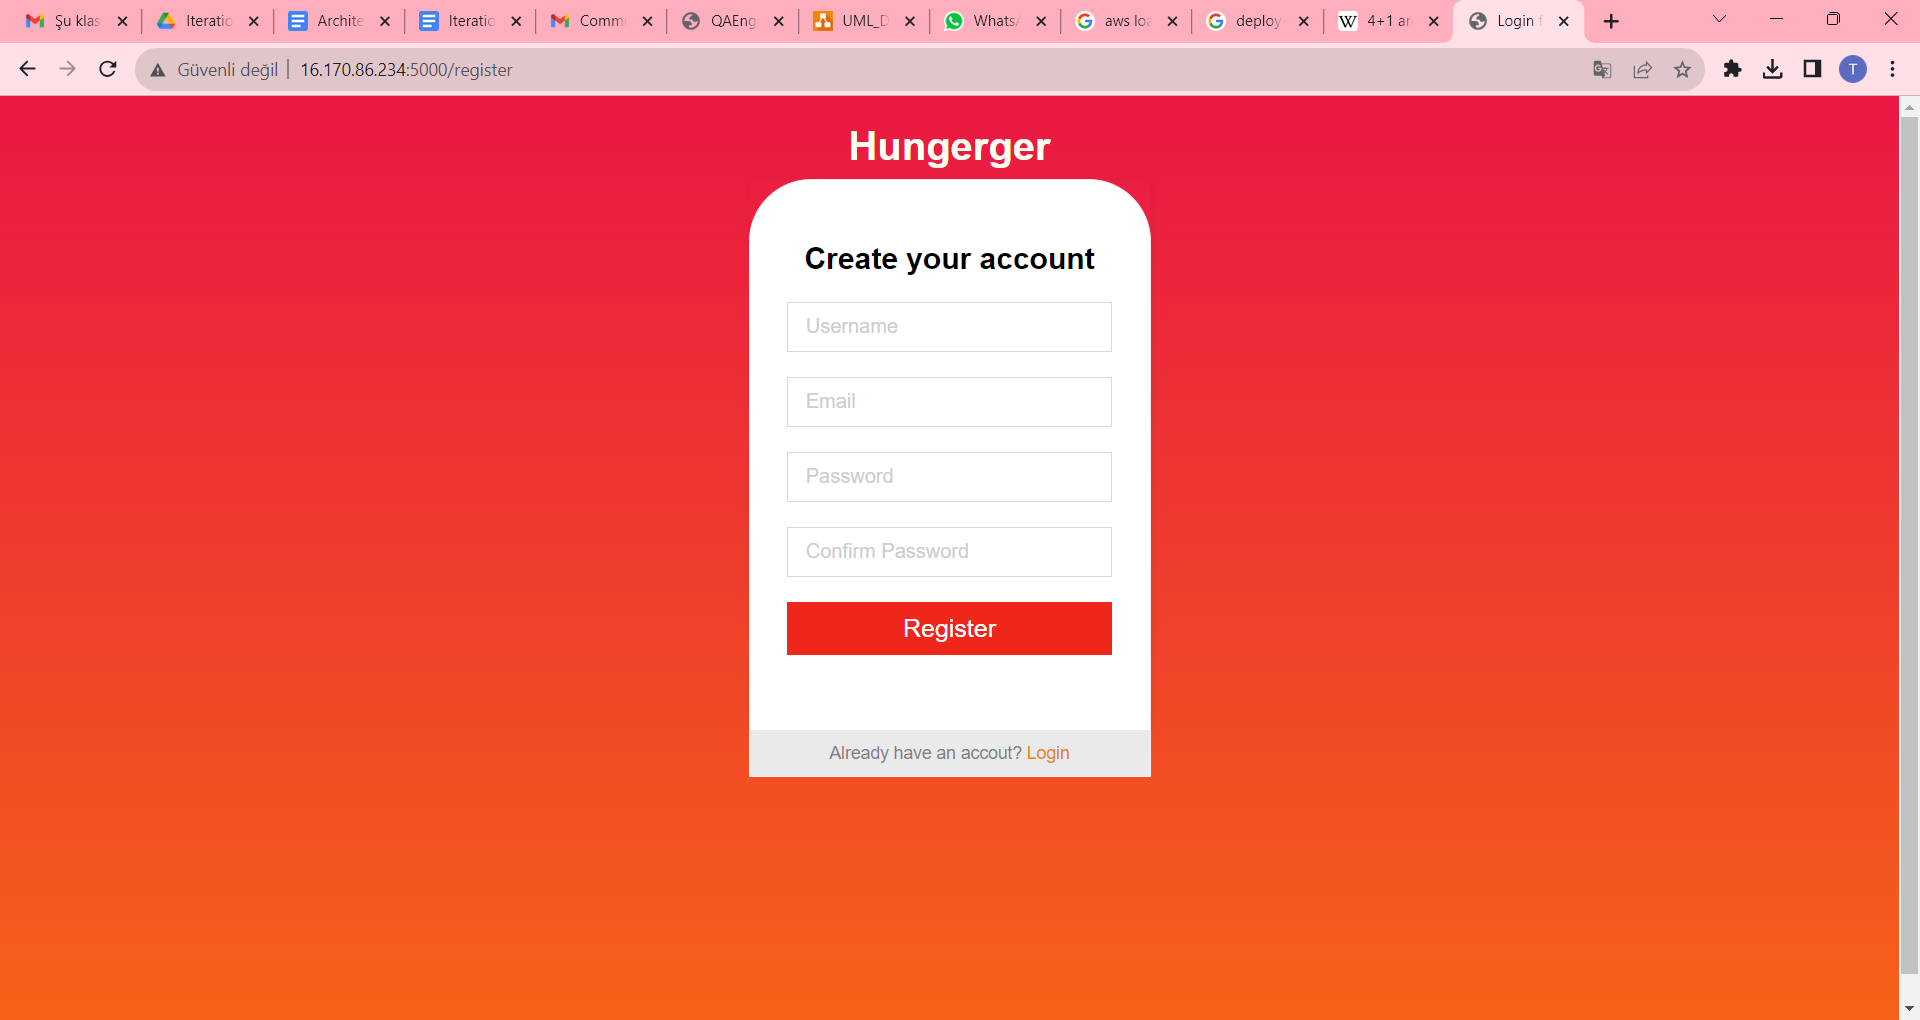 Şu klas
Iteratio
Archite
Iteratio
Comm
QAEng
UML_D
Whats
aws loa
deploy
4+1 ar
Login f
Güvenli değil
16.170.86.234:5000/register
T
Hungerger
Create your account
Username
Email
Password
Confirm Password
Register
Already have an accout? Login